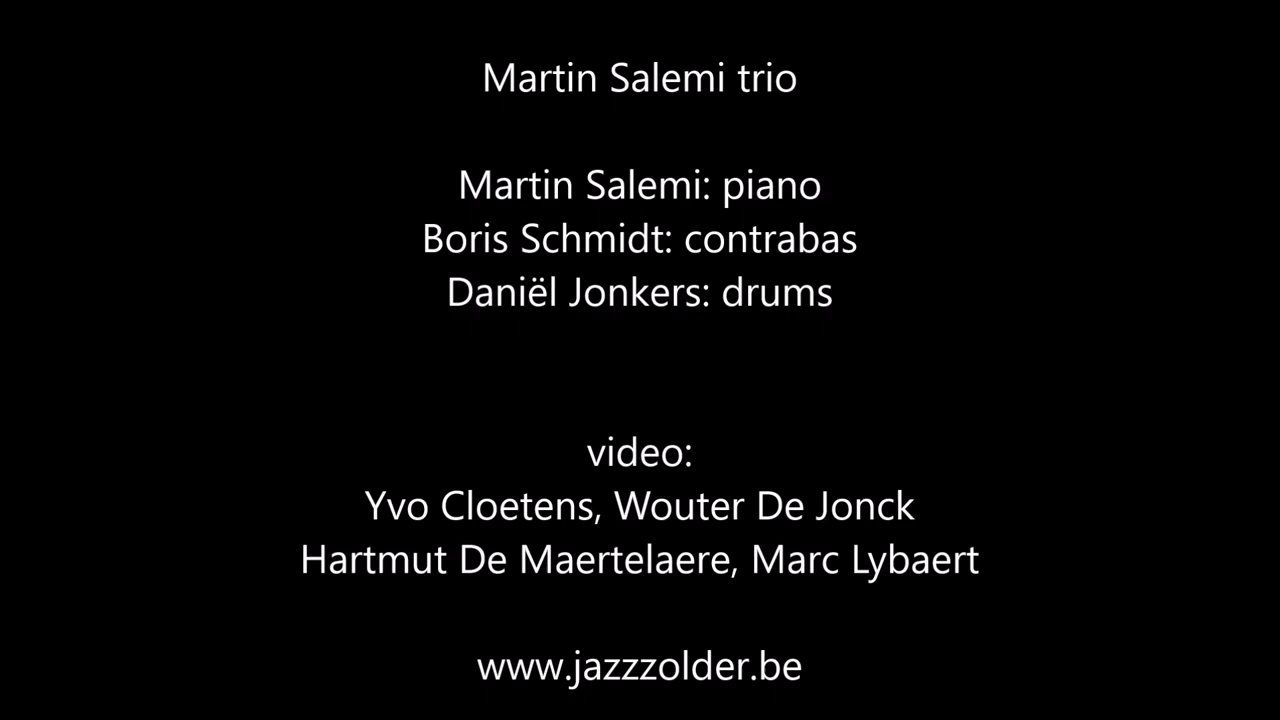 Martin Salemi trio
Martin Salemi: piano
Boris Schmidt: contrabas
Daniël Jonkers: drums
video:
Yvo Cloetens, Wouter De Jonck
Hartmut De Maertelaere, Marc Lybaert
www.jazzzolder.be